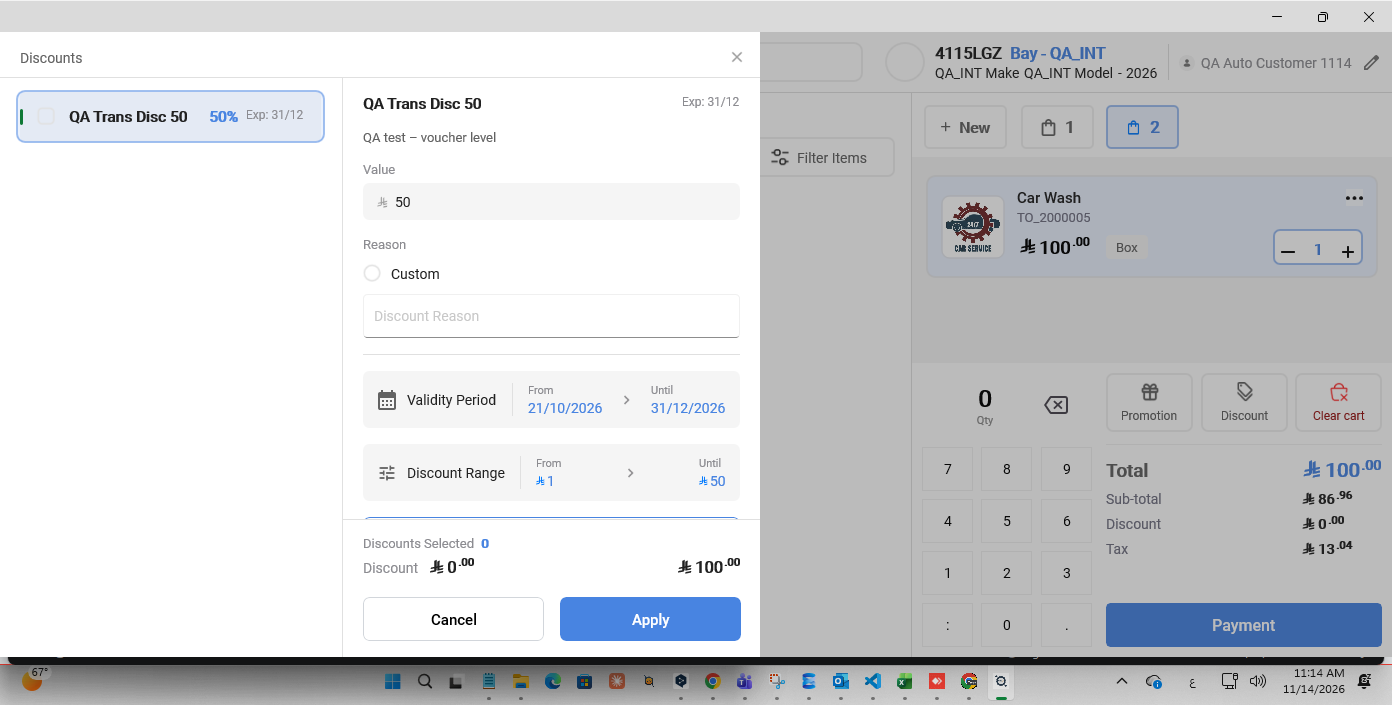 Discounts
QA Trans Disc 50 50% Exp: 31/12
QA Trans Disc 50 Exp: 31/12
QA test – voucher level
Value
50
Reason
Custom
Discount Reason
Validity Period
From
21/10/2026
Until
31/12/2026
Discount Range
From
1
Until
50
Discounts Selected 0
Discount 0.00 100.00
Cancel
Apply
Filter Items
4115LGZ Bay - QA_INT
QA_INT Make QA_INT Model - 2026
QA Auto Customer 1114
+ New
1
2
24/7
CAR SERVICE
Car Wash
TO_2000005
100.00
Box
− 1 +
0
Qty
Promotion
Discount
Clear cart
7 8 9
4 5 6
1 2 3
: 0 .
Total 100.00
Sub-total 86.96
Discount 0.00
Tax 13.04
Payment
67°
ع
11:14 AM
11/14/2026